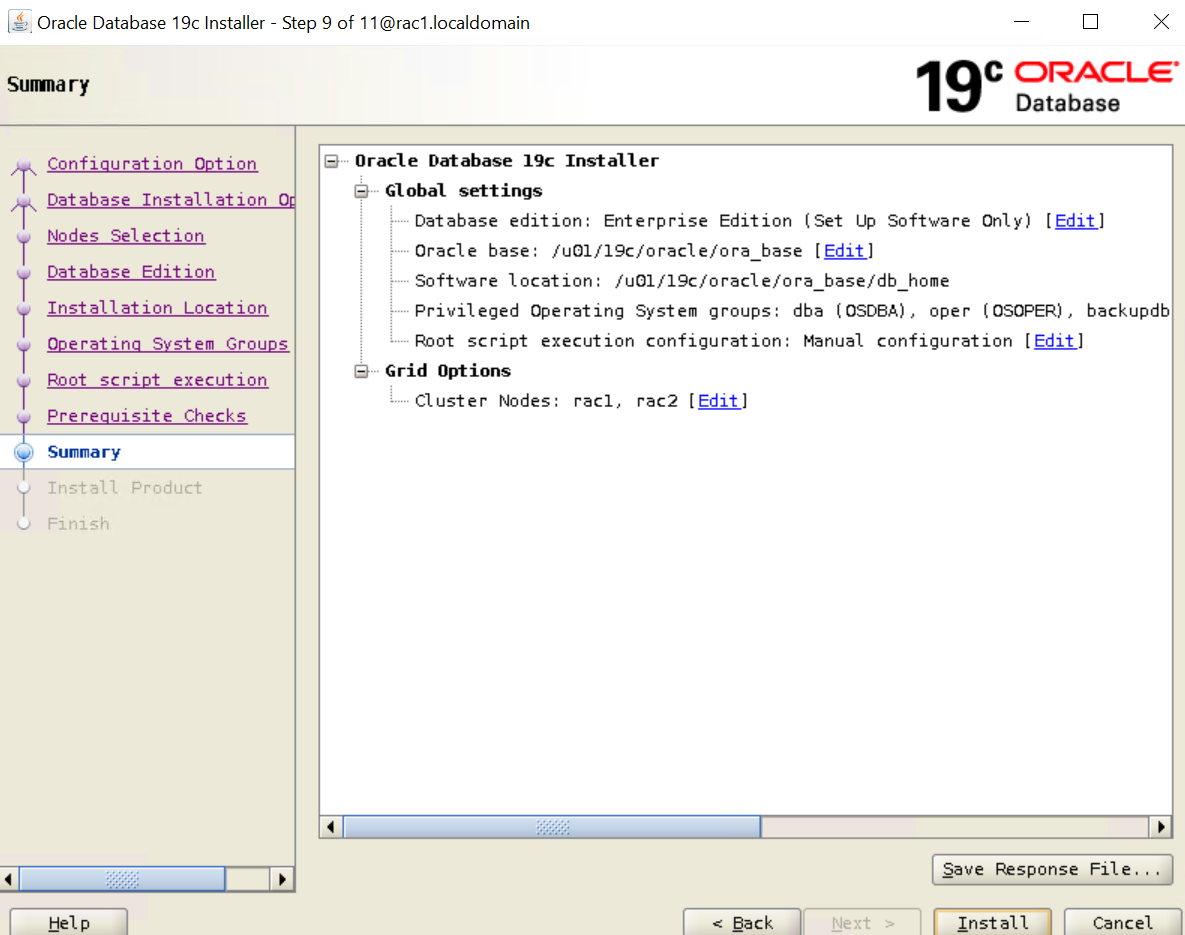 Oracle Database 19c Installer - Step 9 of 11@rac1.localdomain
Summary
19c ORACLE
Database
Configuration Option
Database Installation Op
Nodes Selection
Database Edition
Installation Location
Operating System Groups
Root script execution
Prerequisite Checks
Summary
Install Product
Finish
Oracle Database 19c Installer
Global settings
Database edition: Enterprise Edition (Set Up Software Only) [Edit]
Oracle base: /u01/19c/oracle/ora_base [Edit]
Software location: /u01/19c/oracle/ora_base/db_home
Privileged Operating System groups: dba (OSDBA), oper (OSOPER), backupdb
Root script execution configuration: Manual configuration [Edit]
Grid Options
Cluster Nodes: rac1, rac2 [Edit]
Save Response File...
Help
< Back
Next >
Install
Cancel